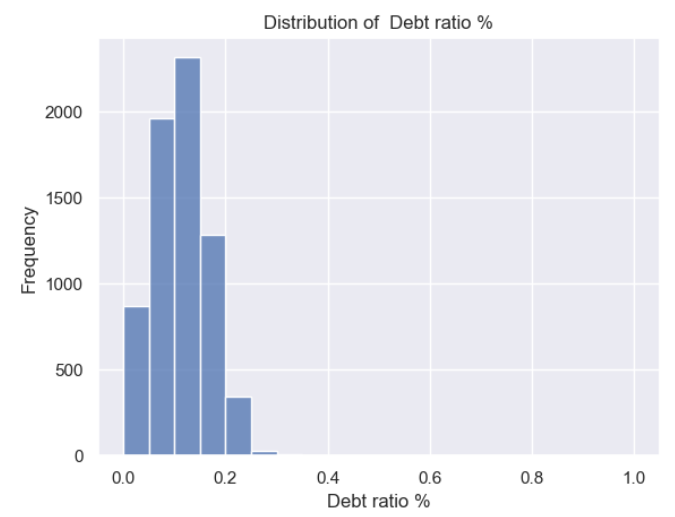 Distribution of  Debt ratio %
2000
1500
1000
500
0
Frequency
0.0 0.2 0.4 0.6 0.8 1.0
Debt ratio %